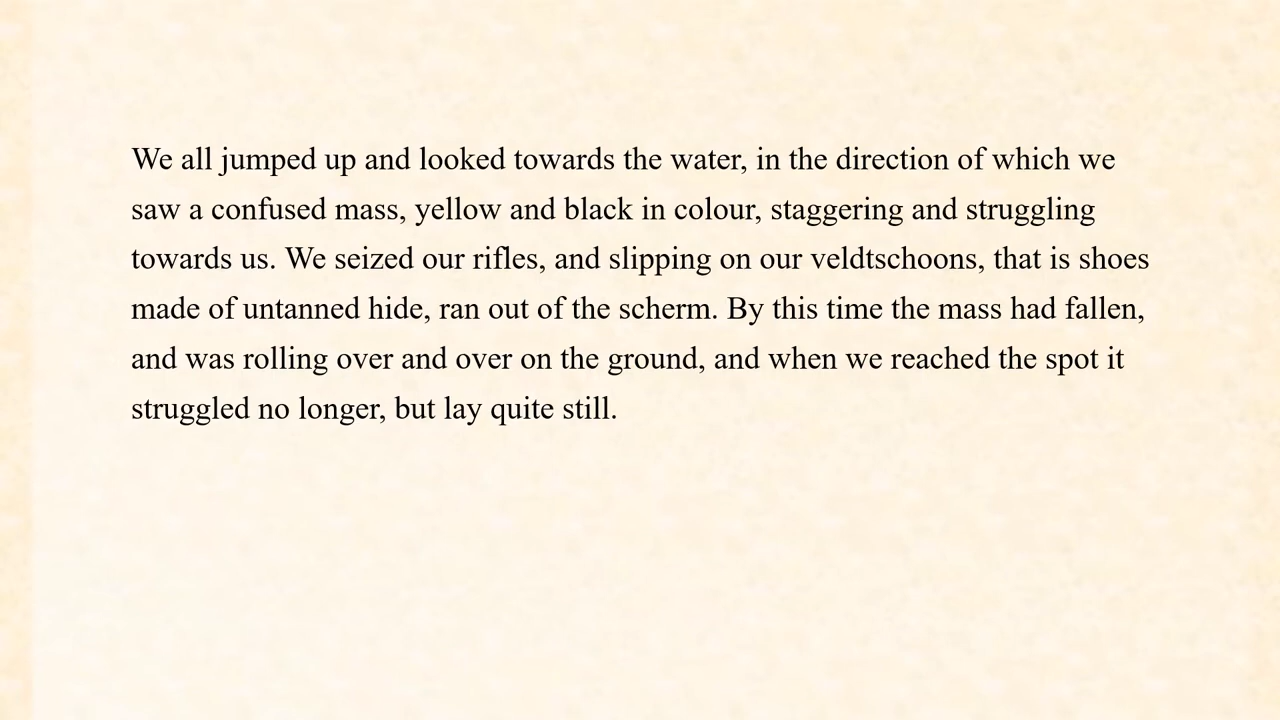 We all jumped up and looked towards the water, in the direction of which we
saw a confused mass, yellow and black in colour, staggering and struggling
towards us. We seized our rifles, and slipping on our veldtschoons, that is shoes
made of untanned hide, ran out of the scherm. By this time the mass had fallen,
and was rolling over and over on the ground, and when we reached the spot it
struggled no longer, but lay quite still.